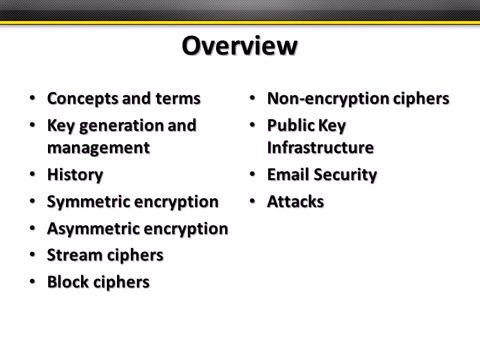 Overview
• Concepts and terms
• Key generation and
management
• History
• Symmetric encryption
• Asymmetric encryption
• Stream ciphers
• Block ciphers
• Non-encryption ciphers
• Public Key
Infrastructure
• Email Security
• Attacks